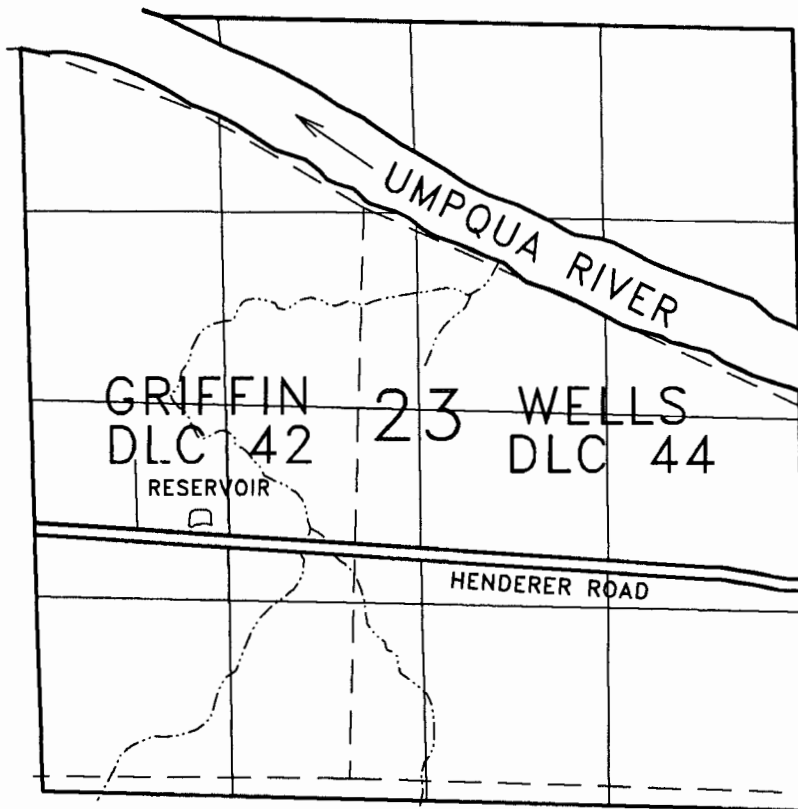 UMPQUA RIVER
GRIFFIN
DLC 42
23
WELLS
DLC 44
RESERVOIR
HENDERER ROAD